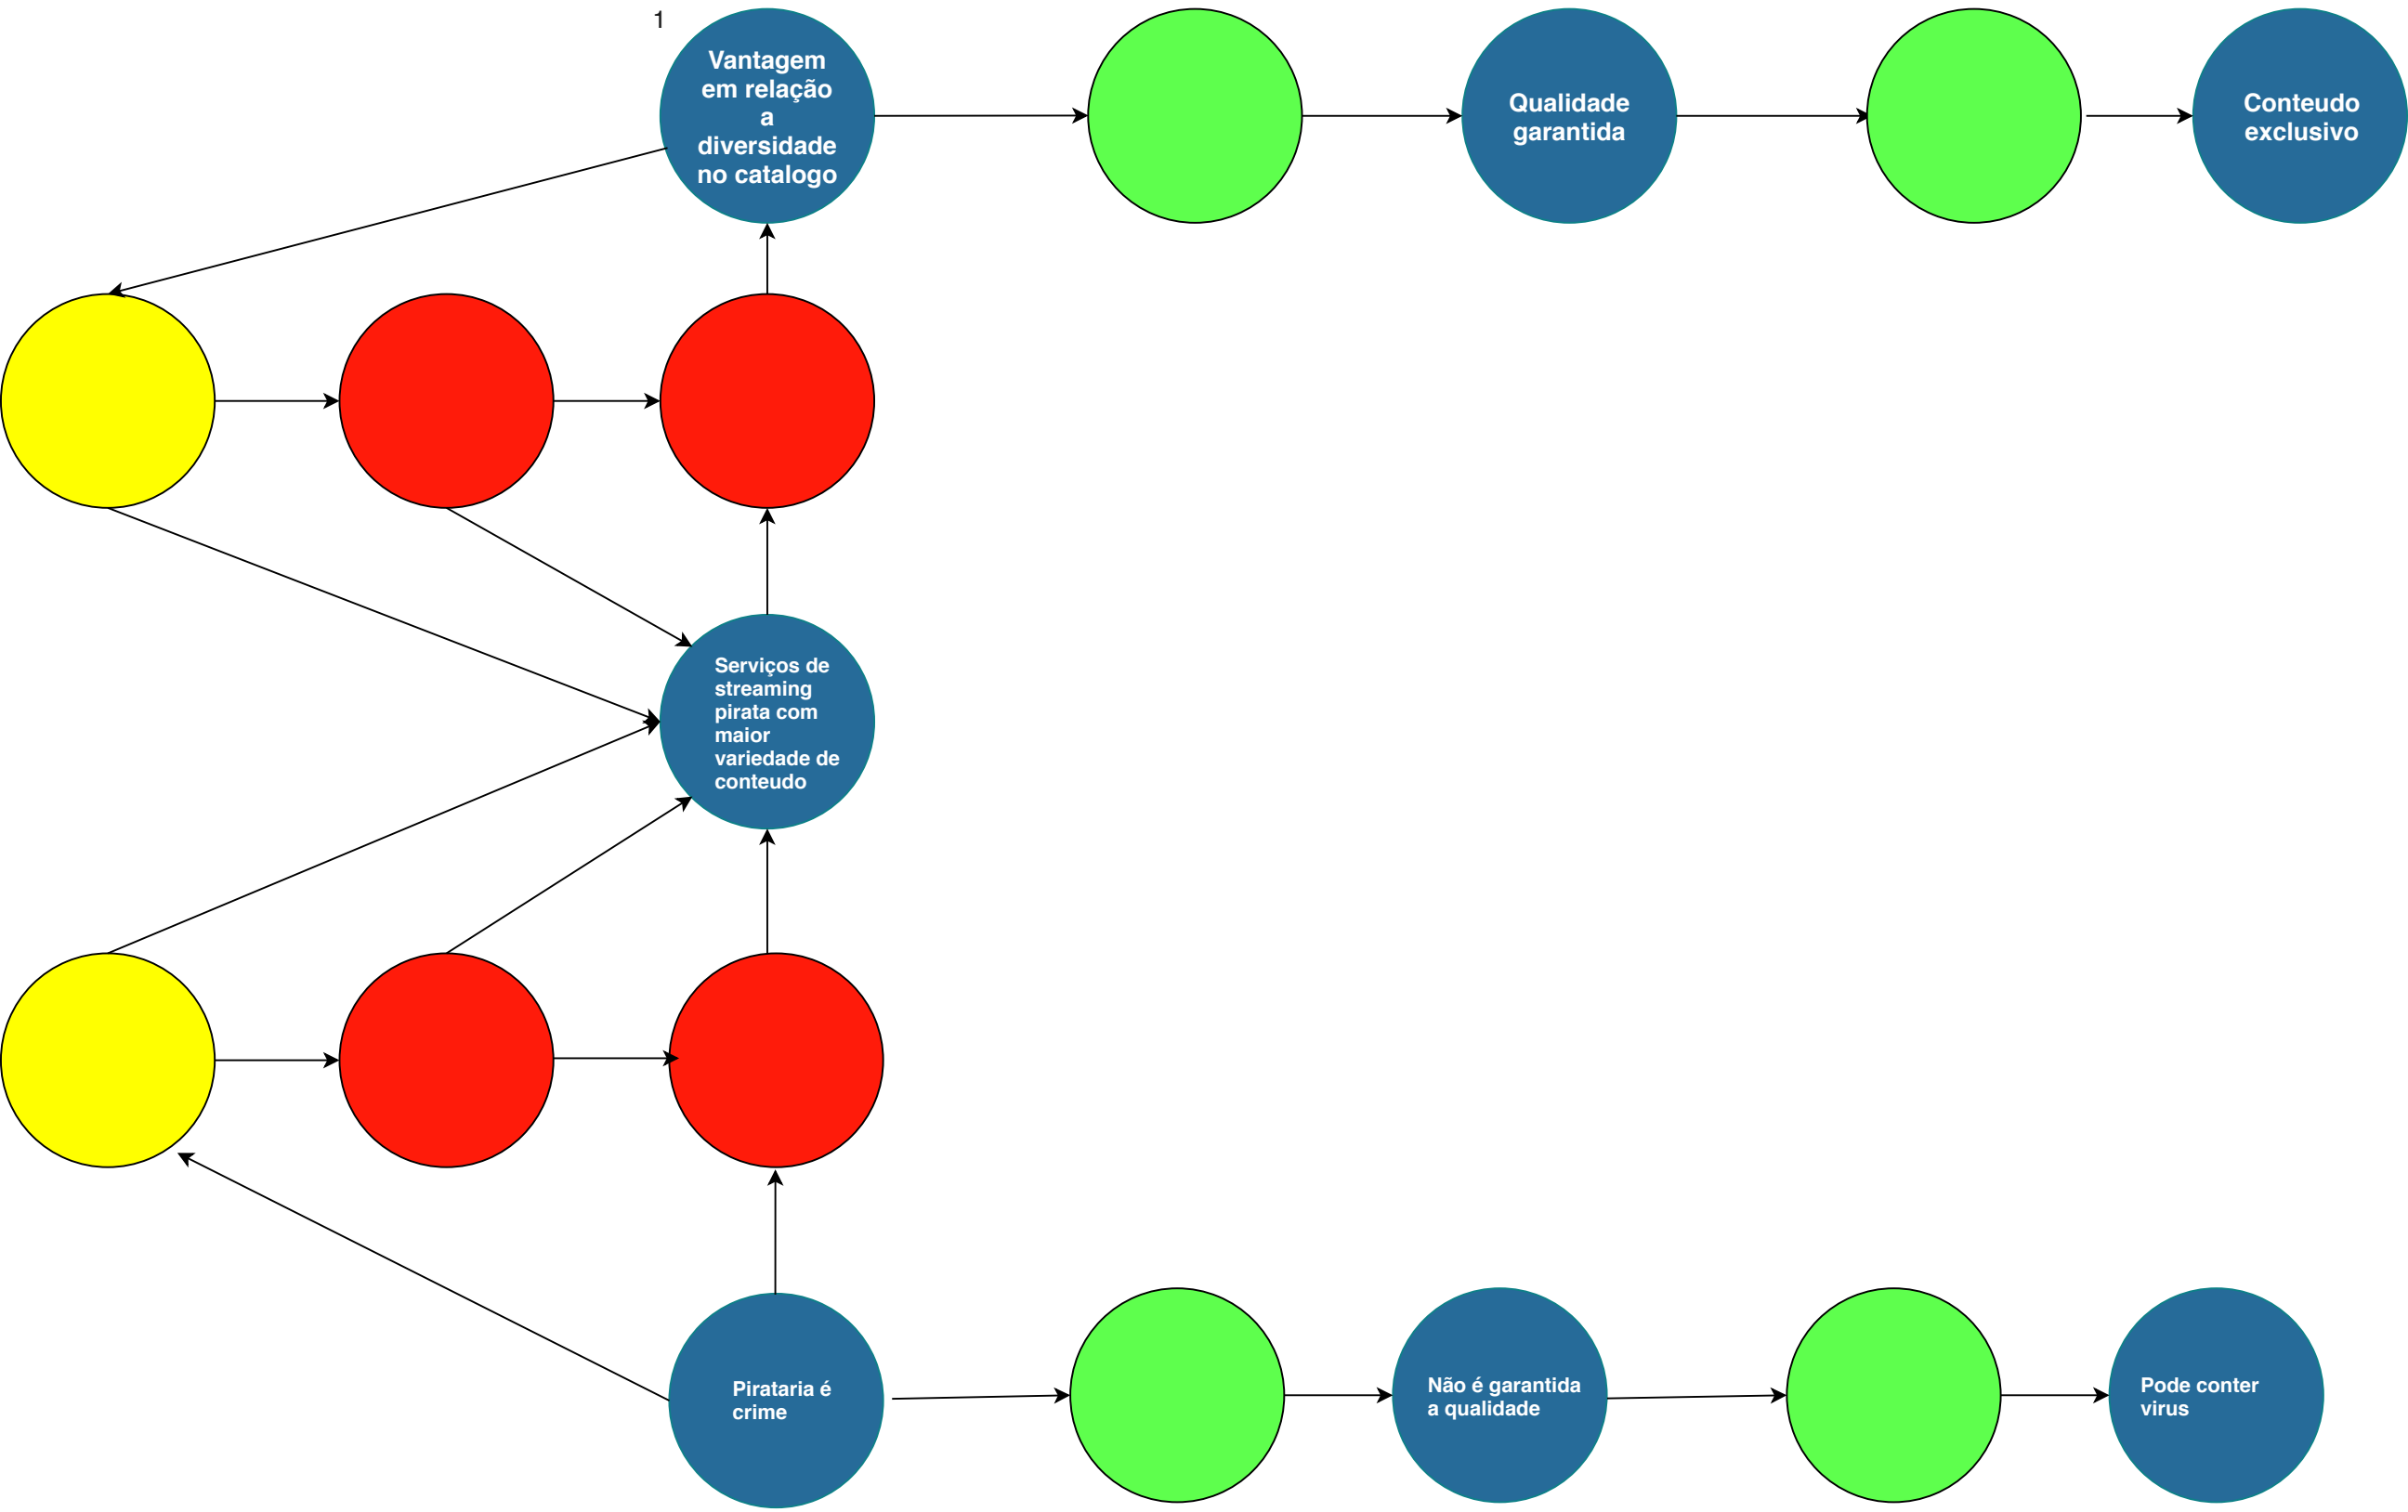 1
Vantagem
em relação
a
diversidade
no catalogo
Qualidade
garantida
Conteudo
exclusivo
Serviços de
streaming
pirata com
maior
variedade de
conteudo
Pirataria é
crime
Não é garantida
a qualidade
Pode conter
virus